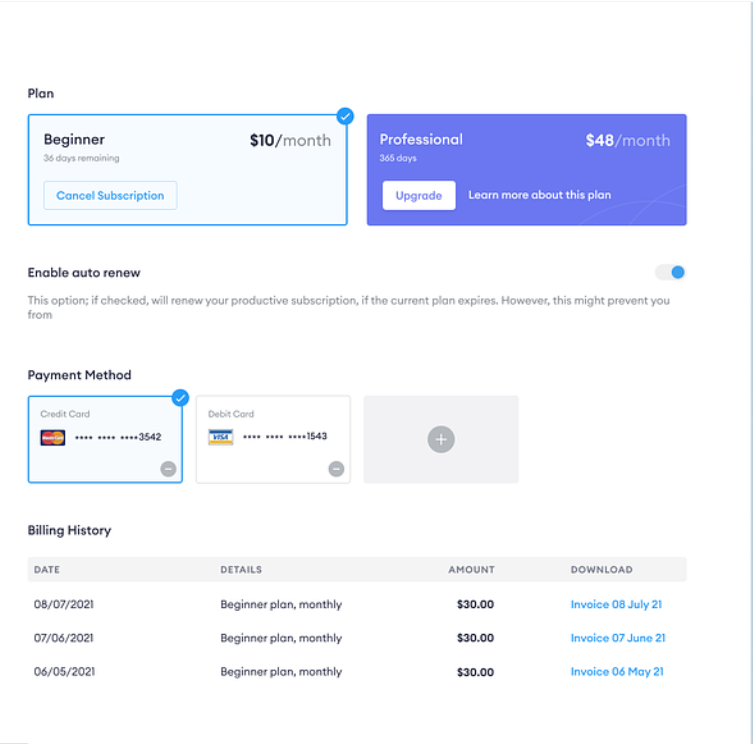 Plan
Beginner
$10/month
36 days remaining
Cancel Subscription
Professional
$48/month
365 days
Upgrade
Learn more about this plan
Enable auto renew
This option; if checked, will renew your productive subscription, if the current plan expires. However, this might prevent you
from
Payment Method
Credit Card
MasterCard
•••• •••• ••••3542
Debit Card
VISA
•••• •••• ••••1543
Billing History
DATE DETAILS AMOUNT DOWNLOAD
08/07/2021 Beginner plan, monthly $30.00 Invoice 08 July 21
07/06/2021 Beginner plan, monthly $30.00 Invoice 07 June 21
06/05/2021 Beginner plan, monthly $30.00 Invoice 06 May 21